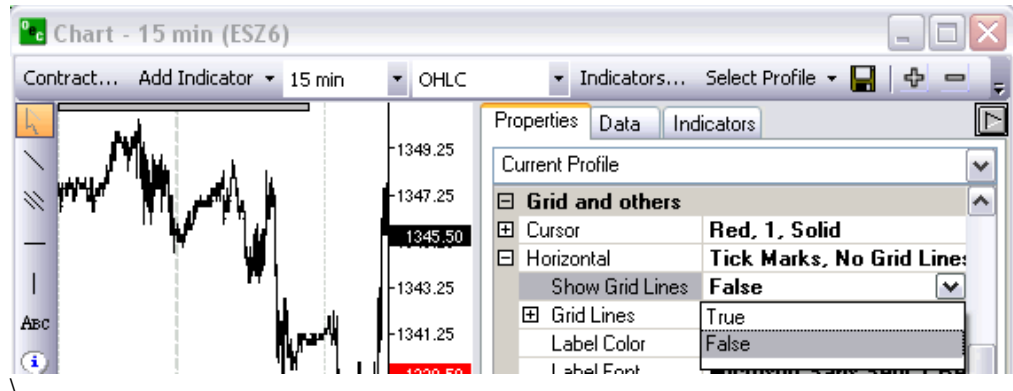 Chart - 15 min (ESZ6)
Contract... Add Indicator 15 min OHLC Indicators... Select Profile
Properties Data Indicators
Current Profile
Grid and others
Cursor Red, 1, Solid
Horizontal Tick Marks, No Grid Lines
Show Grid Lines False
True
Grid Lines
False
Label Color
Label Font
1349.25
1347.25
1345.50
1343.25
1341.25
ABC
\